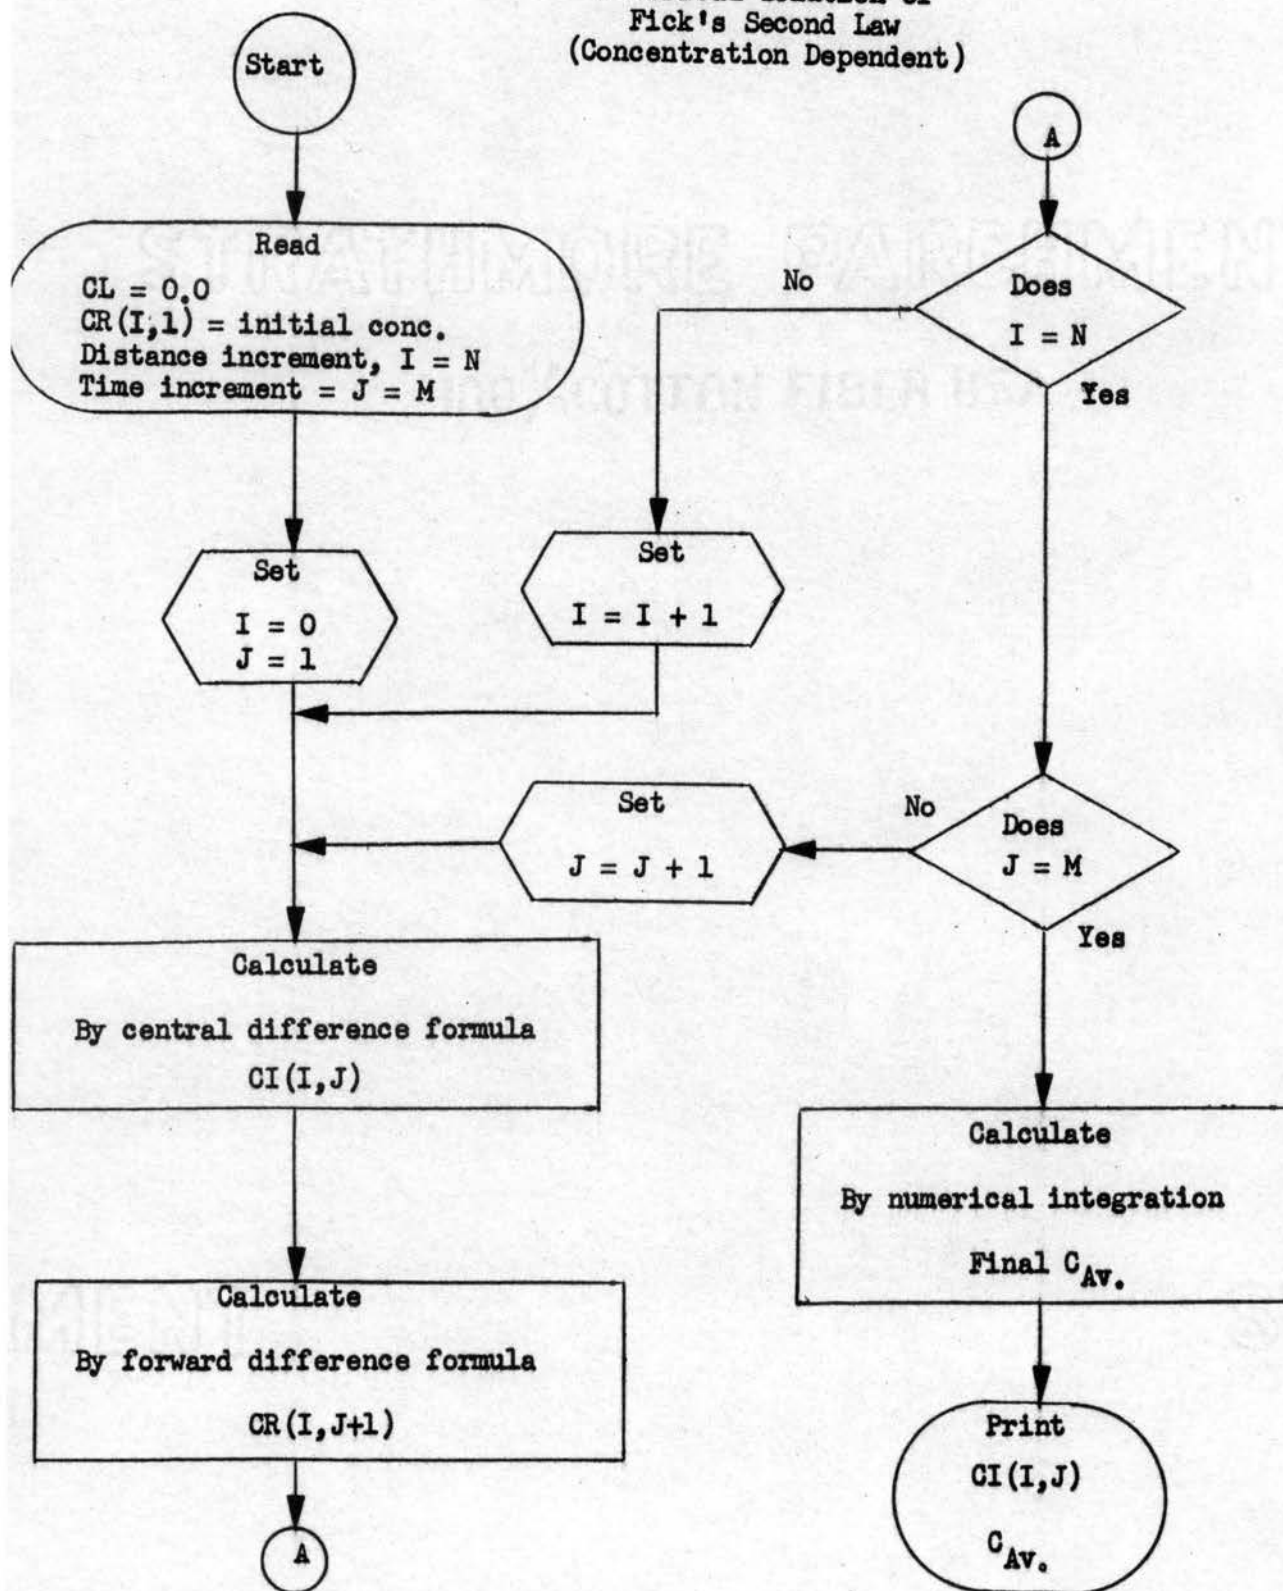 Fick's Second Law
(Concentration Dependent)
Start
Read
CL = 0.0
CR(I,1) = initial conc.
Distance increment, I = N
Time increment = J = M
Set
I = 0
J = 1
Calculate
By central difference formula
CI(I,J)
Calculate
By forward difference formula
CR(I,J+1)
A
A
Does
I = N
No
Yes
Set
I = I + 1
Does
J = M
No
Yes
Set
J = J + 1
Calculate
By numerical integration
Final CAv.
Print
CI(I,J)
CAv.